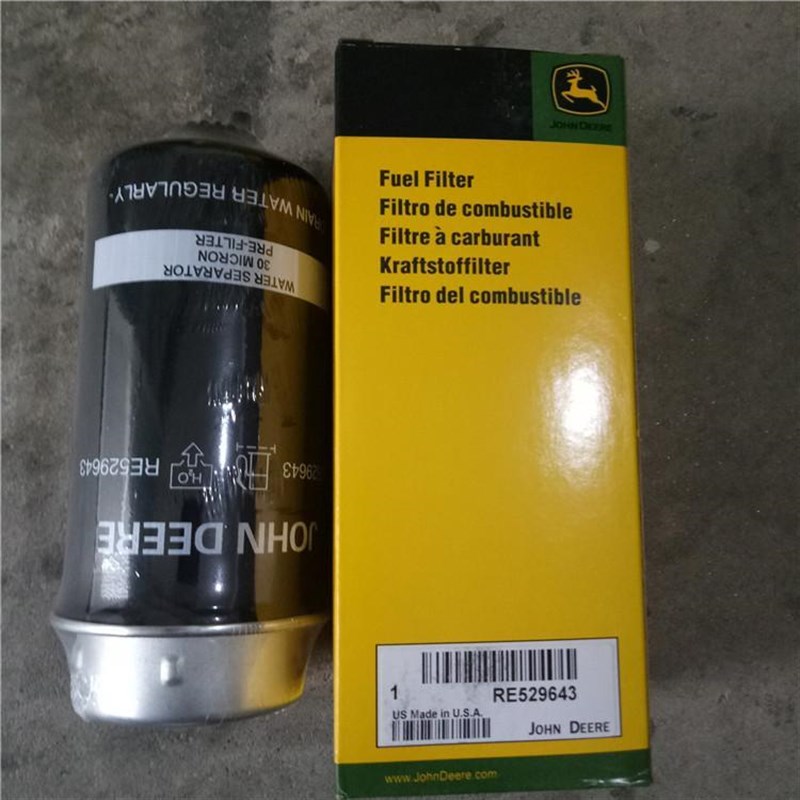 DRAIN WATER REGULARLY -
WATER SEPARATOR
30 MICRON
PRE-FILTER
RE529643
H₂O
529643
JOHN DEERE
JOHN DEERE
Fuel Filter
Filtro de combustible
Filtre à carburant
Kraftstoffilter
Filtro del combustible
1 RE529643
US Made in U.S.A.
JOHN DEERE
www.JohnDeere.com